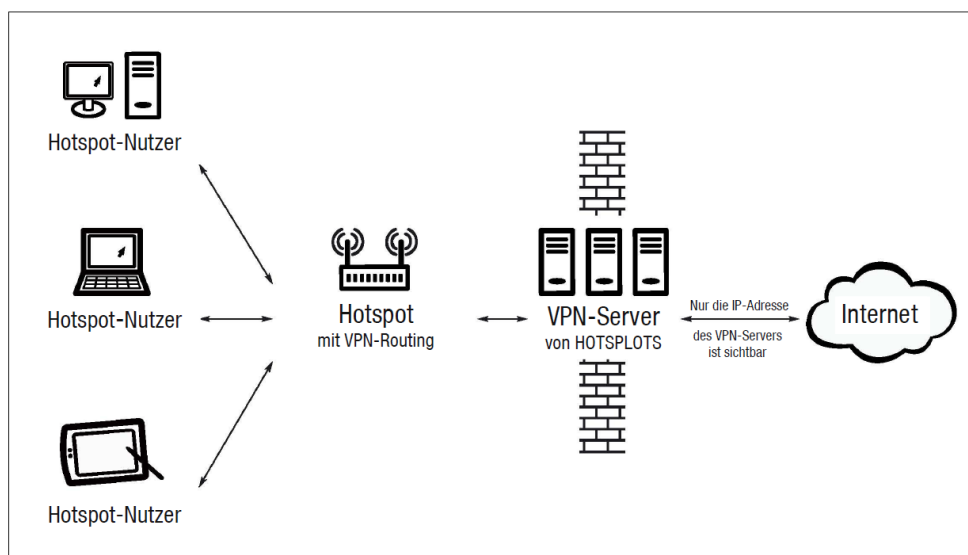 Hotspot-Nutzer
Hotspot-Nutzer
Hotspot-Nutzer
Hotspot
mit VPN-Routing
VPN-Server
von HOTSPLOTS
Nur die IP-Adresse
des VPN-Servers
ist sichtbar
Internet